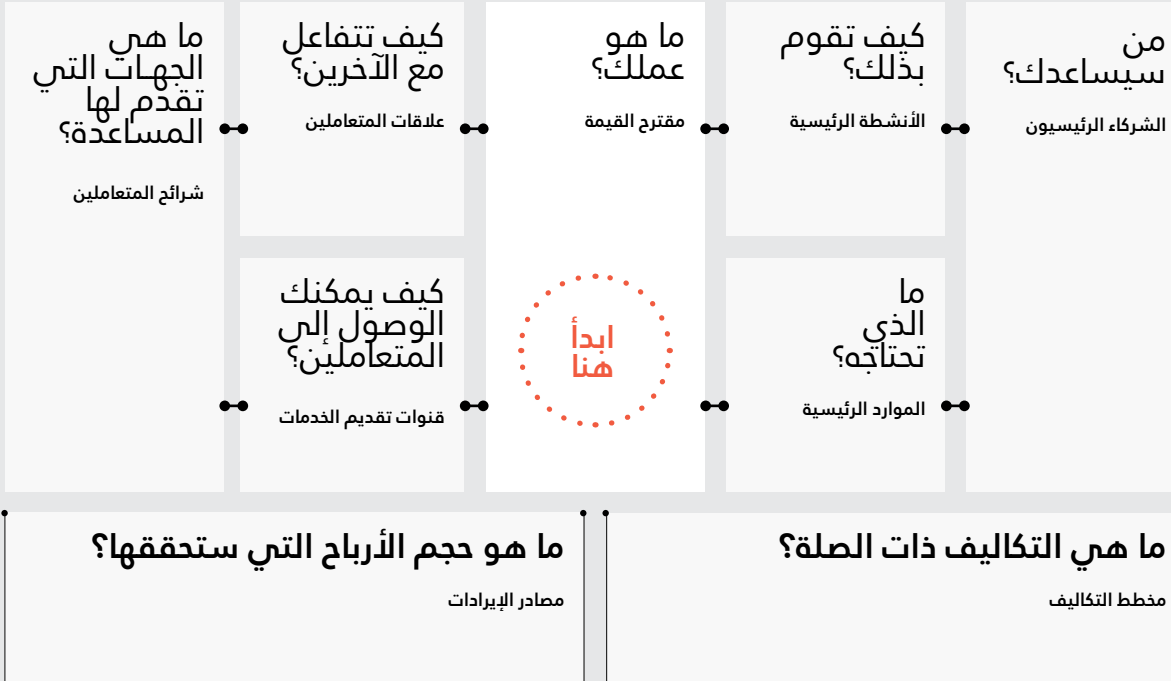 من
سيساعدك؟
الشركاء الرئيسيون
كيف تقوم
بذلك؟
الأنشطة الرئيسية
ما
الذي
تحتاجه؟
الموارد الرئيسية
ما هو
عملك؟
مقترح القيمة
ابدأ
هنا
كيف تتفاعل
مع الآخرين؟
علاقات المتعاملين
كيف يمكنك
الوصول إلى
المتعاملين؟
قنوات تقديم الخدمات
ما هي
الجهات التي
تقدم لها
المساعدة؟
شرائح المتعاملين
ما هي التكاليف ذات الصلة؟
مخطط التكاليف
ما هو حجم الأرباح التي ستحققها؟
مصادر الإيرادات